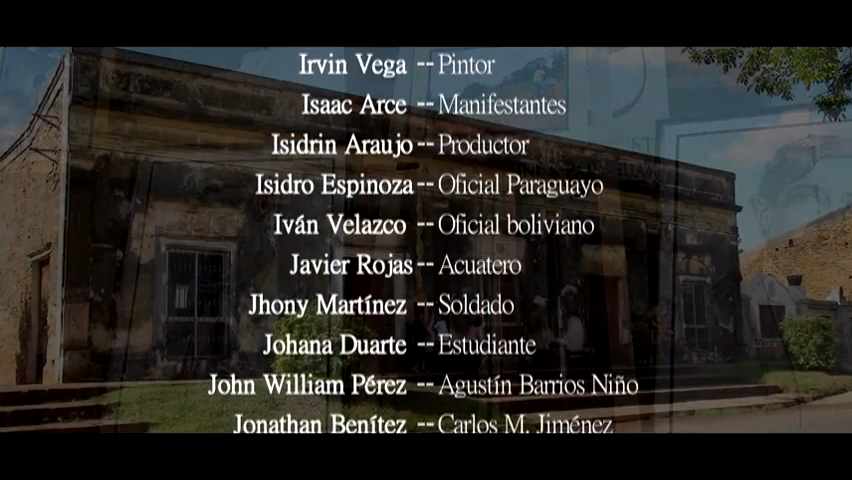 Irvin Vega -- Pintor
Isaac Arce -- Manifestantes
Isidrin Araujo -- Productor
Isidro Espinoza -- Oficial Paraguayo
Iván Velazco -- Oficial boliviano
Javier Rojas -- Acuatero
Jhony Martínez -- Soldado
Johana Duarte -- Estudiante
John William Pérez -- Agustín Barrios Niño
Jonathan Benítez -- Carlos M. Jiménez